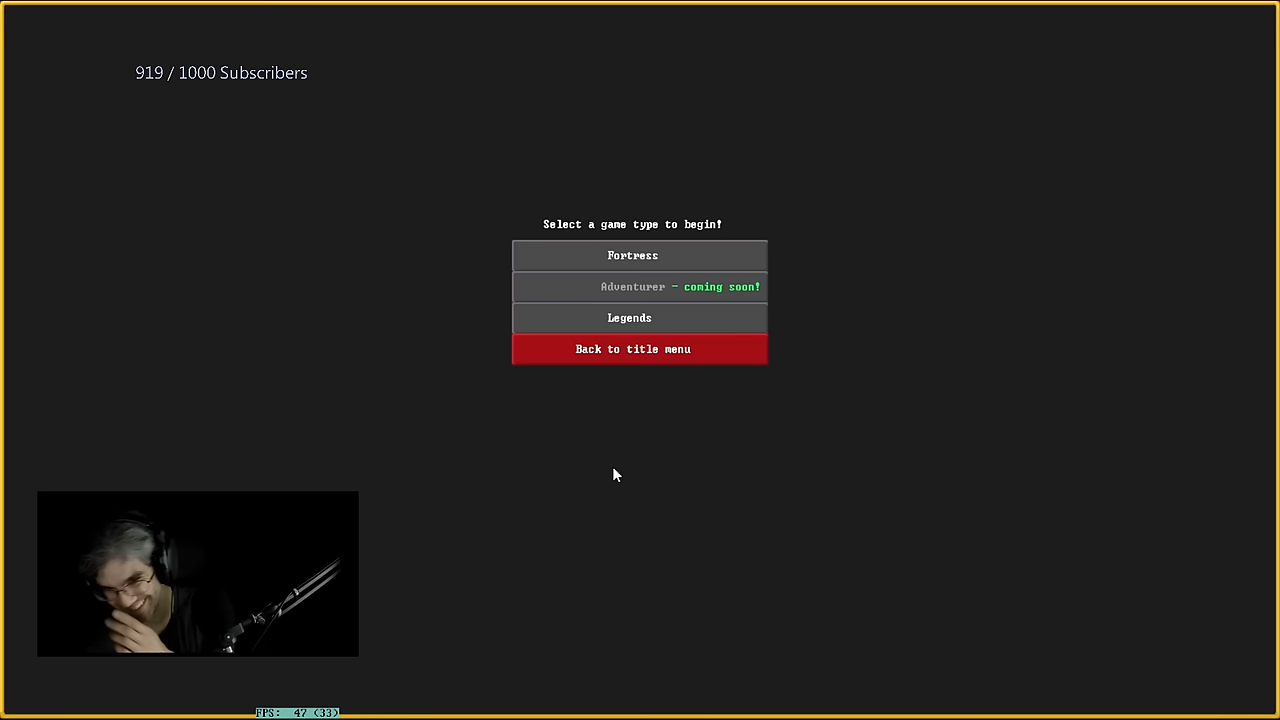 919 / 1000 Subscribers
Select a game type to begin!
Fortress
Adventurer - coming soon!
Legends
Back to title menu
FPS: 47 (33)